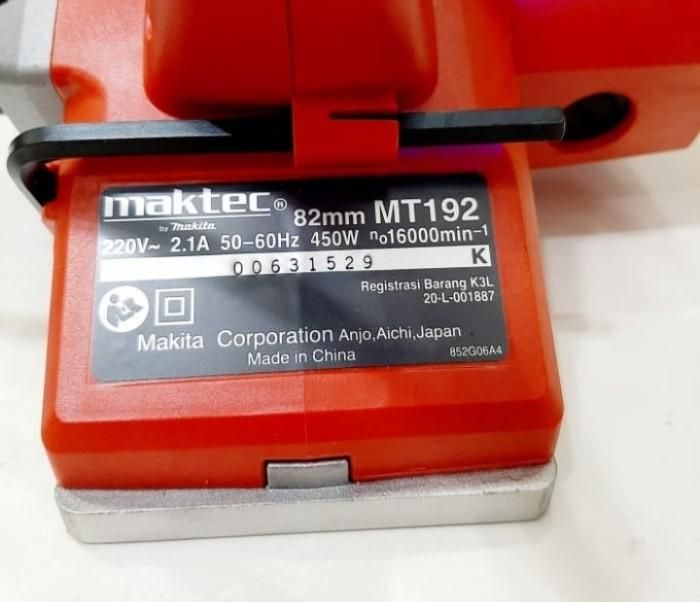 maktec®
by makita
82mm MT192
220V~ 2.1A 50-60Hz 450W n₀16000min-1
00631529 K
Registrasi Barang K3L
20-L-001887
Makita Corporation Anjo,Aichi,Japan
Made in China
852G06A4